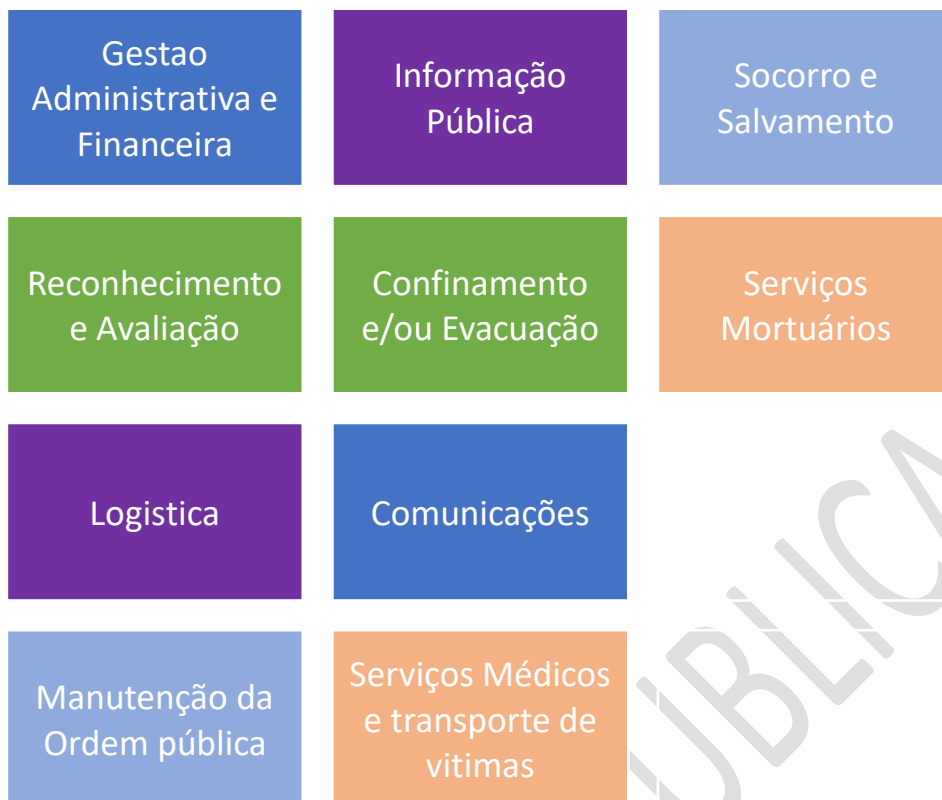 Gestao
Administrativa e
Financeira
Informação
Pública
Socorro e
Salvamento
Reconhecimento
e Avaliação
Confinamento
e/ou Evacuação
Serviços
Mortuários
Logistica
Comunicações
Manutenção da
Ordem pública
Serviços Médicos
e transporte de
vitimas